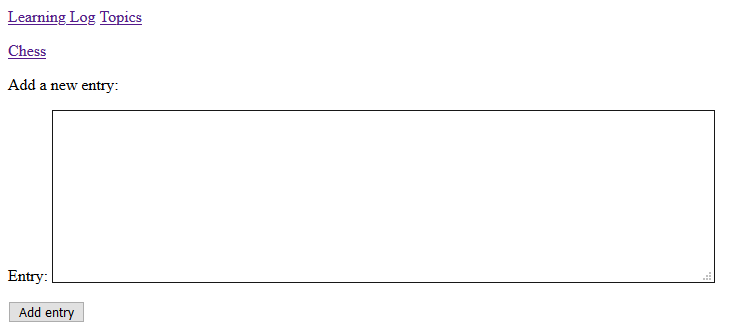 Learning Log Topics
Chess
Add a new entry:
Entry:
Add entry